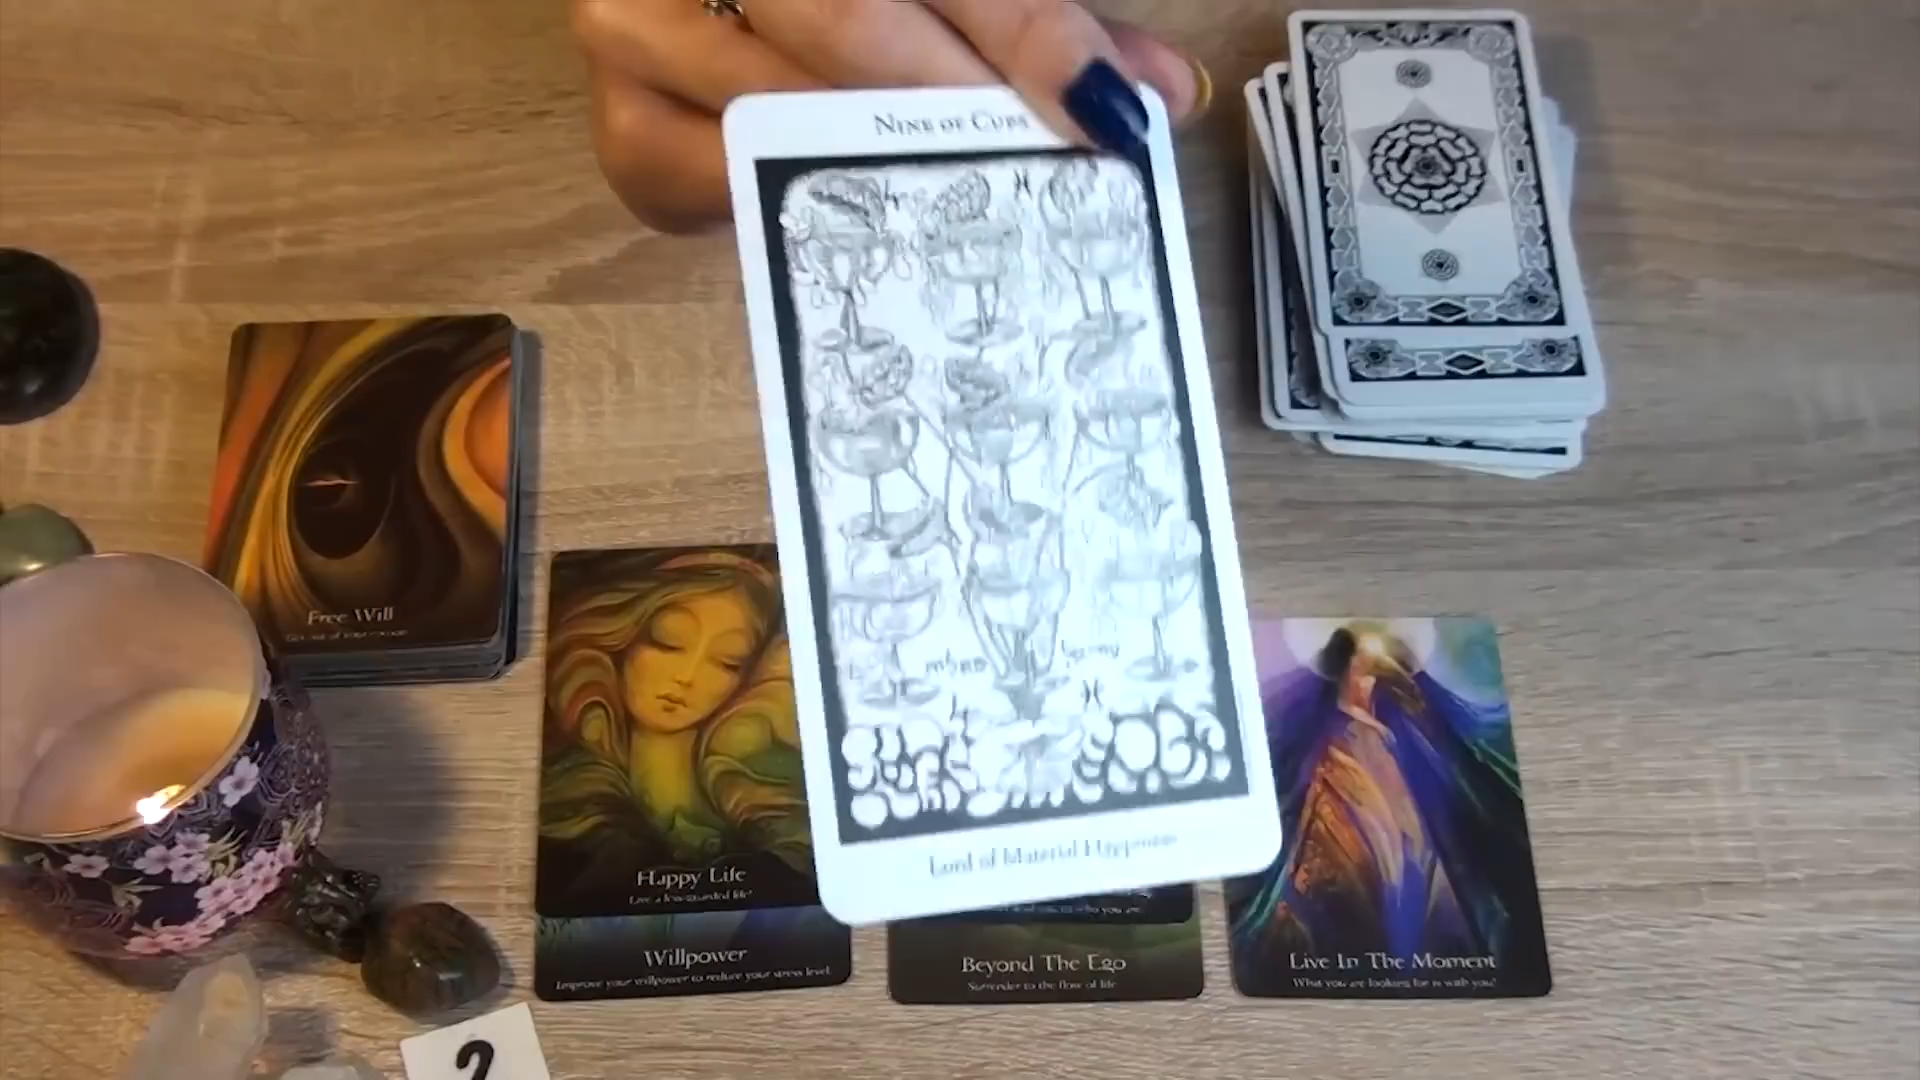 NINE OF CUPS
Lord of Material Happiness
Free Will
Happy Life
Willpower
Improve your willpower to reduce your stress level.
Beyond The Ego
Surrender to the flow of life
Live In The Moment
What you are looking for is with you!
2